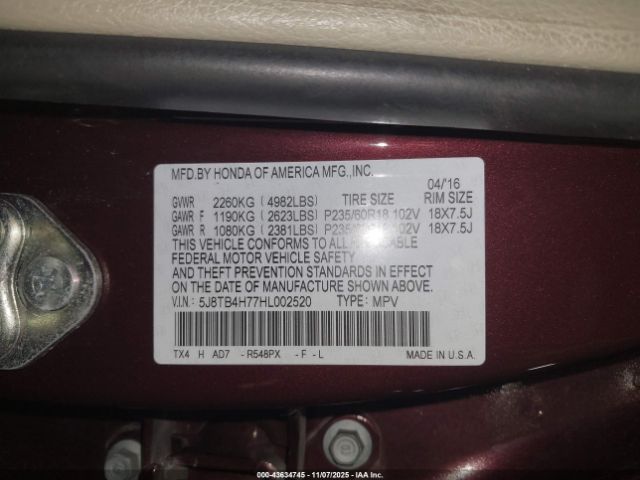 MFD.BY HONDA OF AMERICA MFG.,INC.
04/'16
GVWR 2260KG ( 4982LBS) TIRE SIZE RIM SIZE
GAWR F 1190KG ( 2623LBS) P235/60R18 102V 18X7.5J
GAWR R 1080KG ( 2381LBS) 102V 18X7.5J
THIS VEHICLE CONFORMS TO ALL APPLICABLE
FEDERAL MOTOR VEHICLE SAFETY
AND THEFT PREVENTION STANDARDS IN EFFECT
ON THE DATE OF MANUFACTURE SHOWN ABOVE.
V.I.N.: 5J8TB4H77HL002520 TYPE: MPV
TX4 H AD7 - R548PX - F - L MADE IN U.S.A.
000-43634745 - 11/07/2025 - IAA Inc.